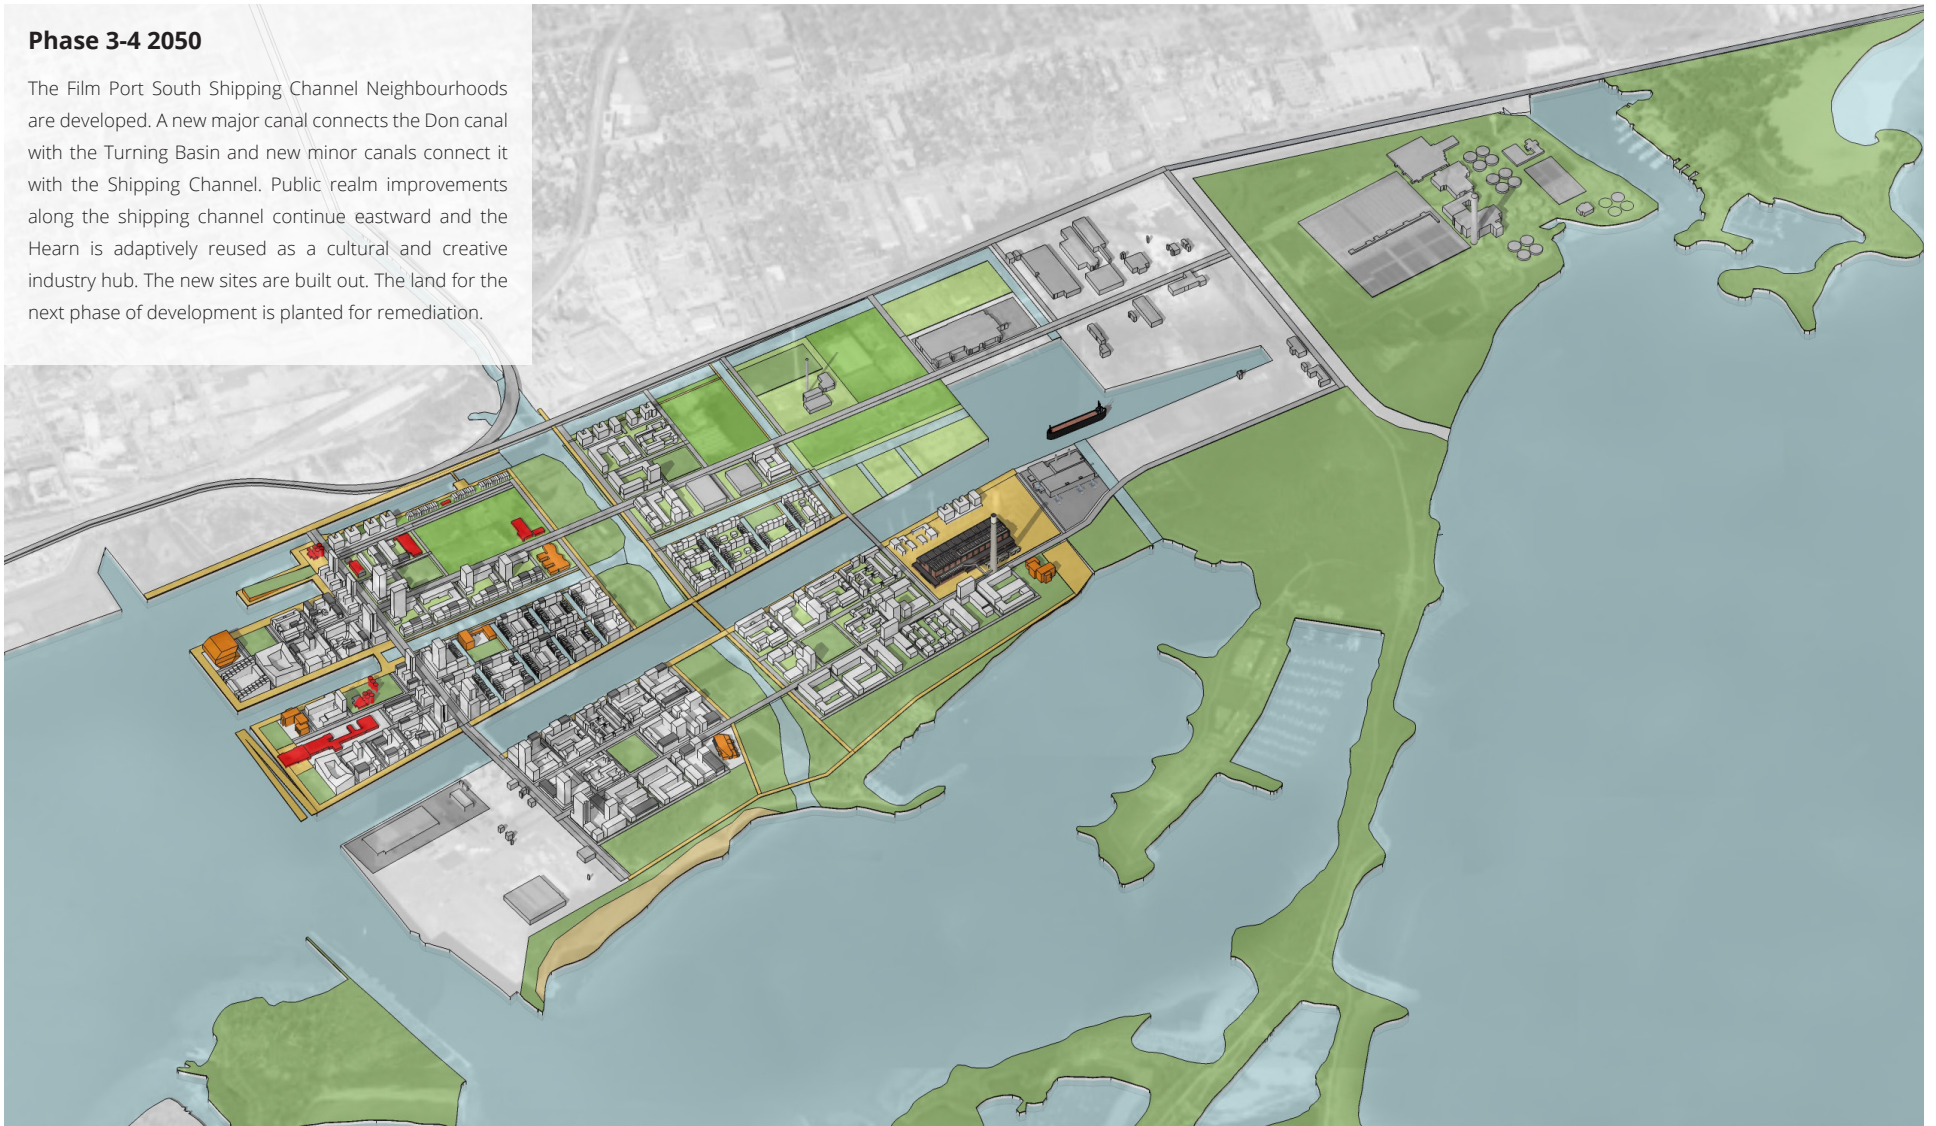 Phase 3-4 2050
The Film Port South Shipping Channel Neighbourhoods
are developed. A new major canal connects the Don canal
with the Turning Basin and new minor canals connect it
with the Shipping Channel. Public realm improvements
along the shipping channel continue eastward and the
Hearn is adaptively reused as a cultural and creative
industry hub. The new sites are built out. The land for the
next phase of development is planted for remediation.